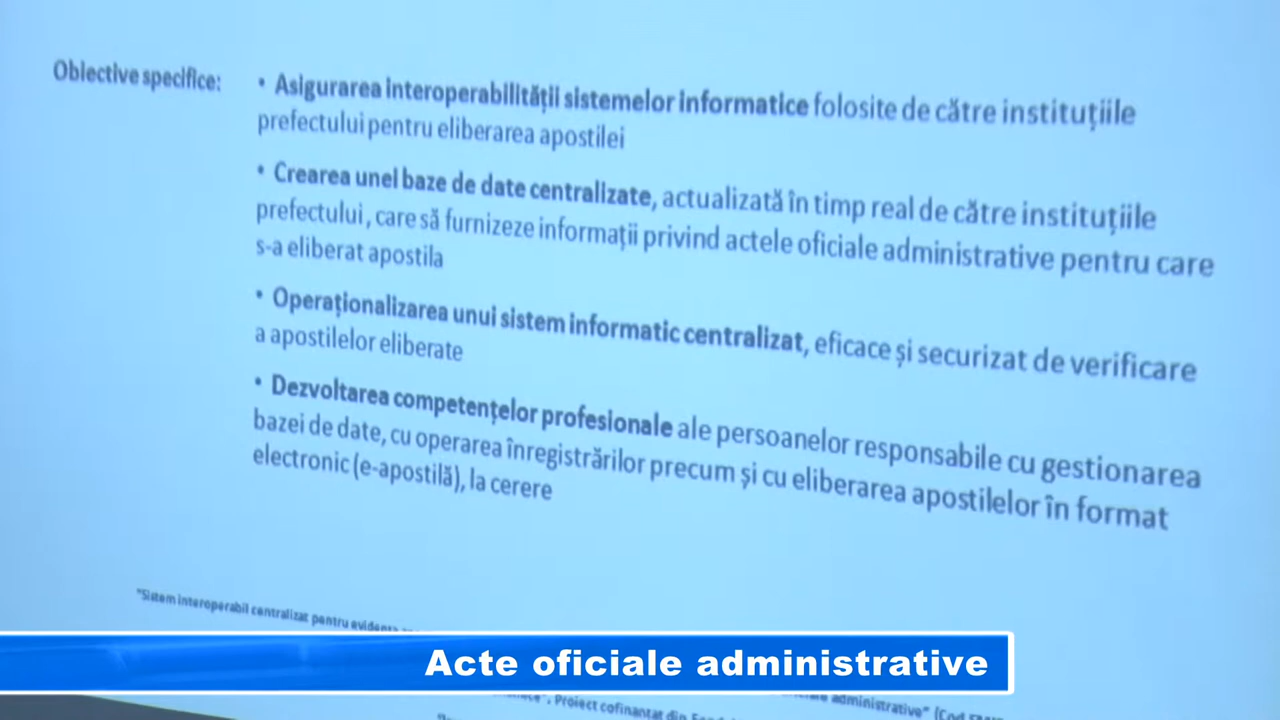 Obiective specifice:
• Asigurarea interoperabilității sistemelor informatice folosite de către instituțiile
prefectului pentru eliberarea apostilei
• Crearea unei baze de date centralizate, actualizată în timp real de către instituțiile
prefectului, care să furnizeze informații privind actele oficiale administrative pentru care
s-a eliberat apostila
• Operaționalizarea unui sistem informatic centralizat, eficace și securizat de verificare
a apostilelor eliberate
• Dezvoltarea competențelor profesionale ale persoanelor responsabile cu gestionarea
bazei de date, cu operarea înregistrărilor precum și cu eliberarea apostilelor în format
electronic (e-apostilă), la cerere
"Sistem interoperabil centralizat pentru evidența
Acte oficiale administrative
administrative" (Cod
Proiect cofinanțat din